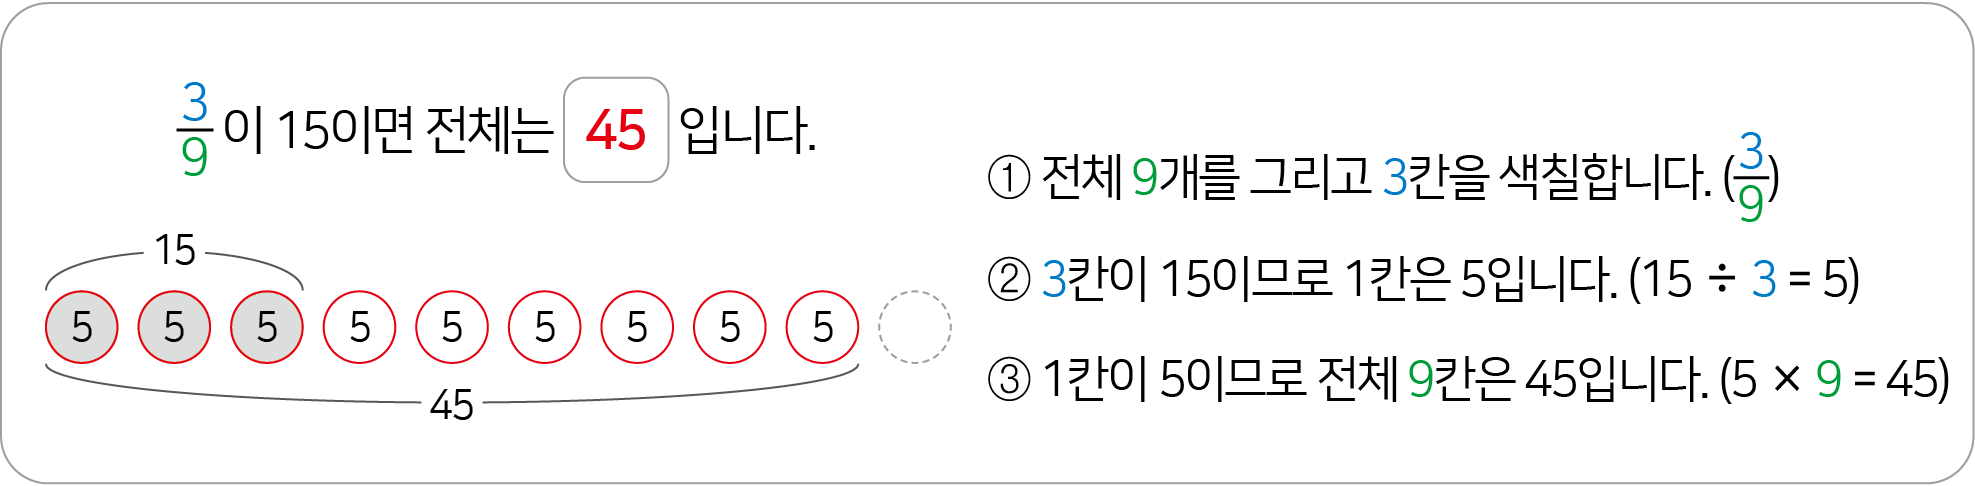 3/9 이 15이면 전체는 45 입니다.
15
5 5 5 5 5 5 5 5 5
45
① 전체 9개를 그리고 3칸을 색칠합니다. (3/9)
② 3칸이 15이므로 1칸은 5입니다. (15 ÷ 3 = 5)
③ 1칸이 5이므로 전체 9칸은 45입니다. (5 × 9 = 45)